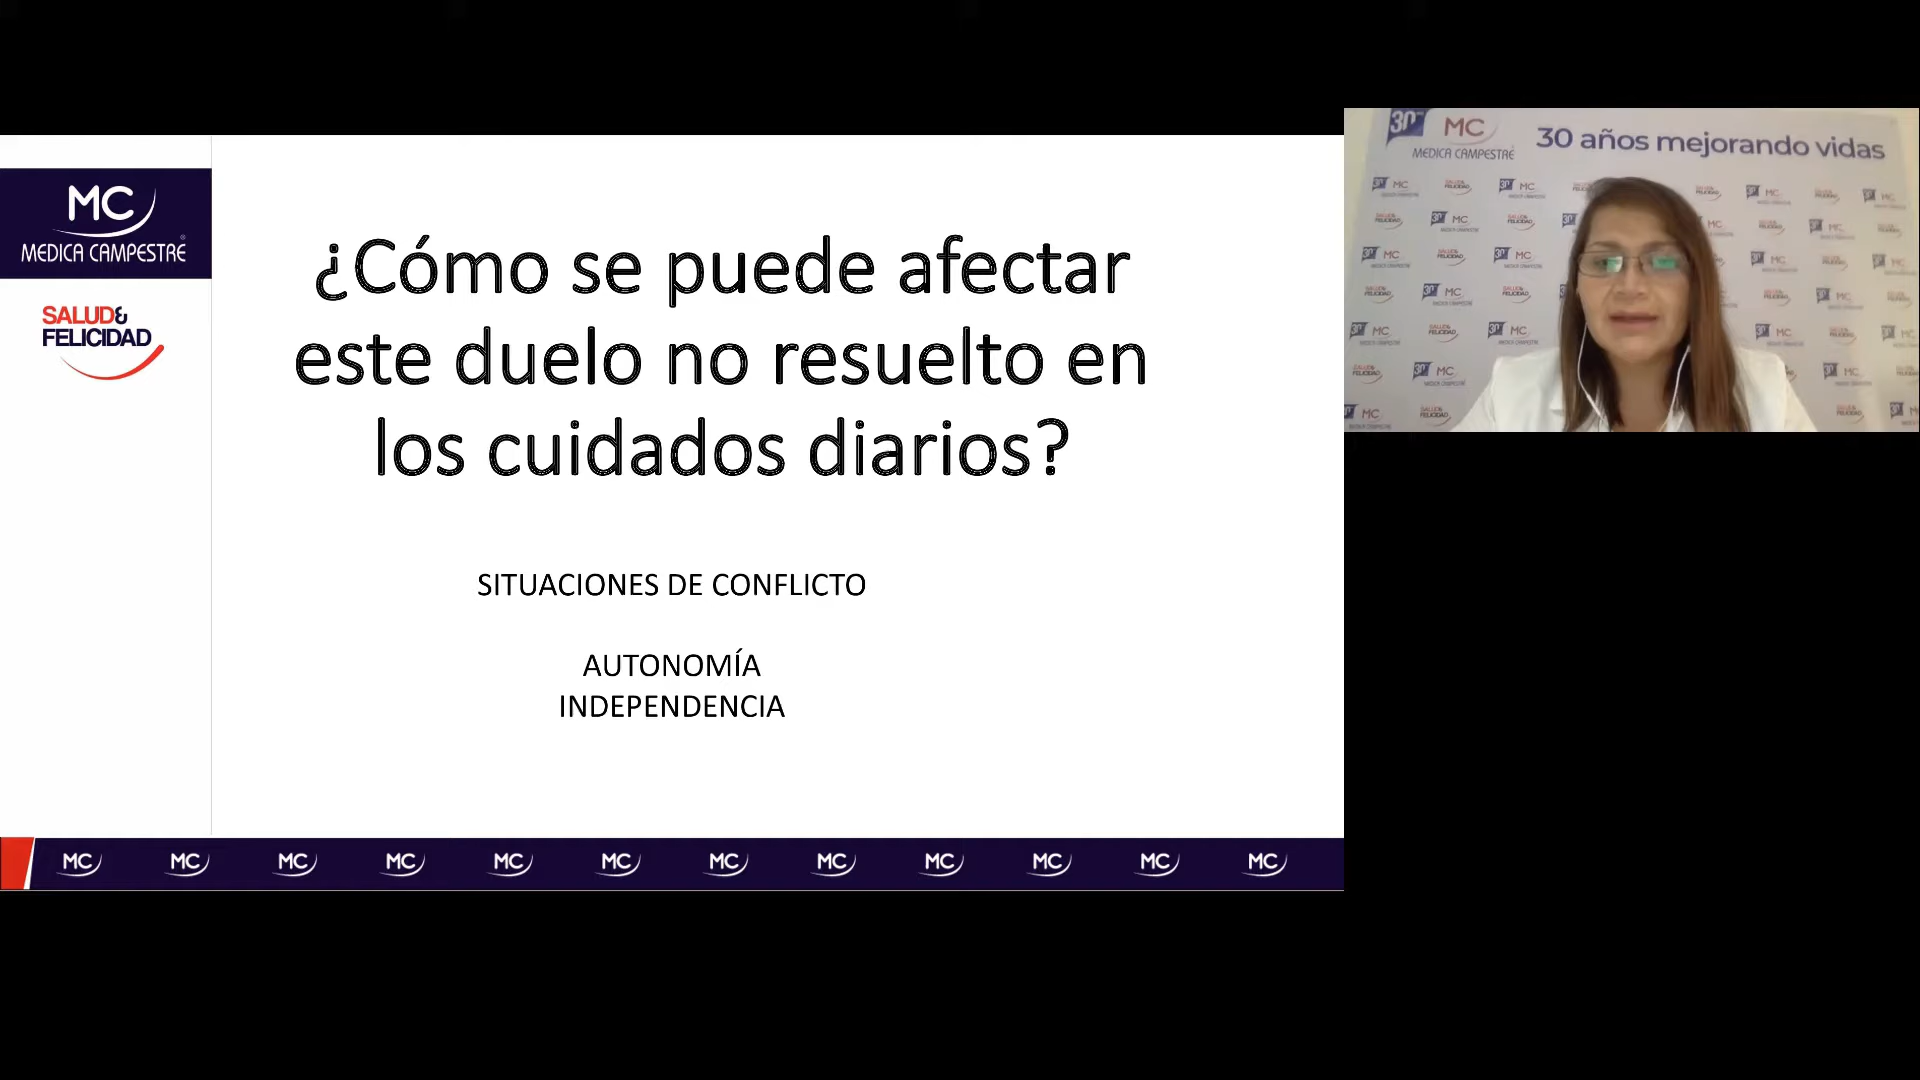 MC
MEDICA CAMPESTRE
SALUD&
FELICIDAD
¿Cómo se puede afectar
este duelo no resuelto en
los cuidados diarios?
SITUACIONES DE CONFLICTO
AUTONOMÍA
INDEPENDENCIA
MC MC MC MC MC MC MC MC MC MC MC MC
30 MC
MEDICA CAMPESTRE
30 años mejorando vidas